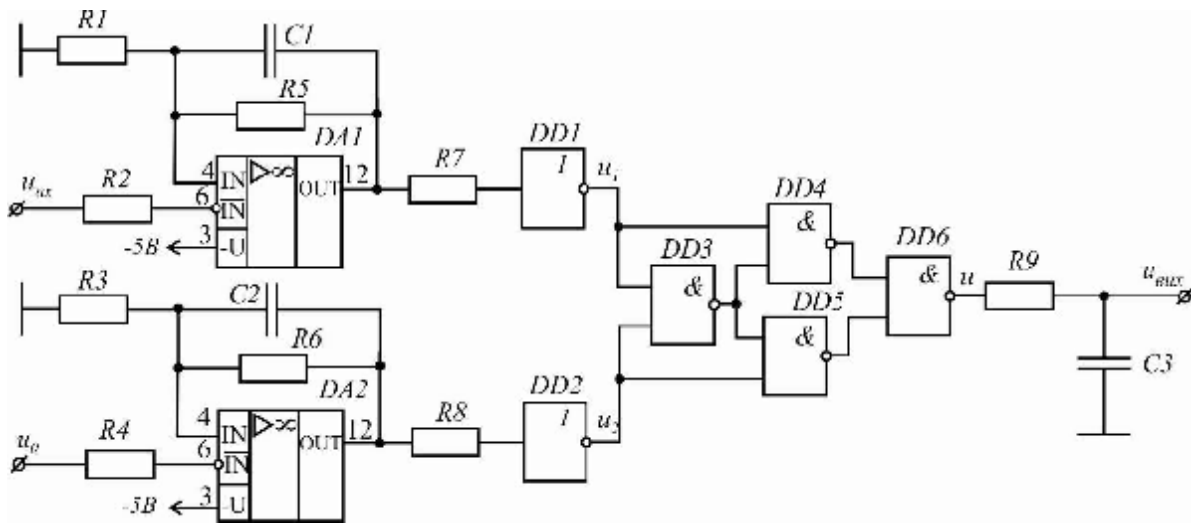 R1
C1
R5
DA1
4 IN ▷∞ OUT 12
R7
DD1
1
u₁
u_вх
R2
6 IN
-5В
3 -U
DD4
&
DD3
&
DD6
&
u
R9
u_вих
R3
C2
R6
DA2
DD5
&
C3
4 IN ▷∞ OUT 12
R8
DD2
1
u₂
u₀
R4
6 IN
-5В
3 -U